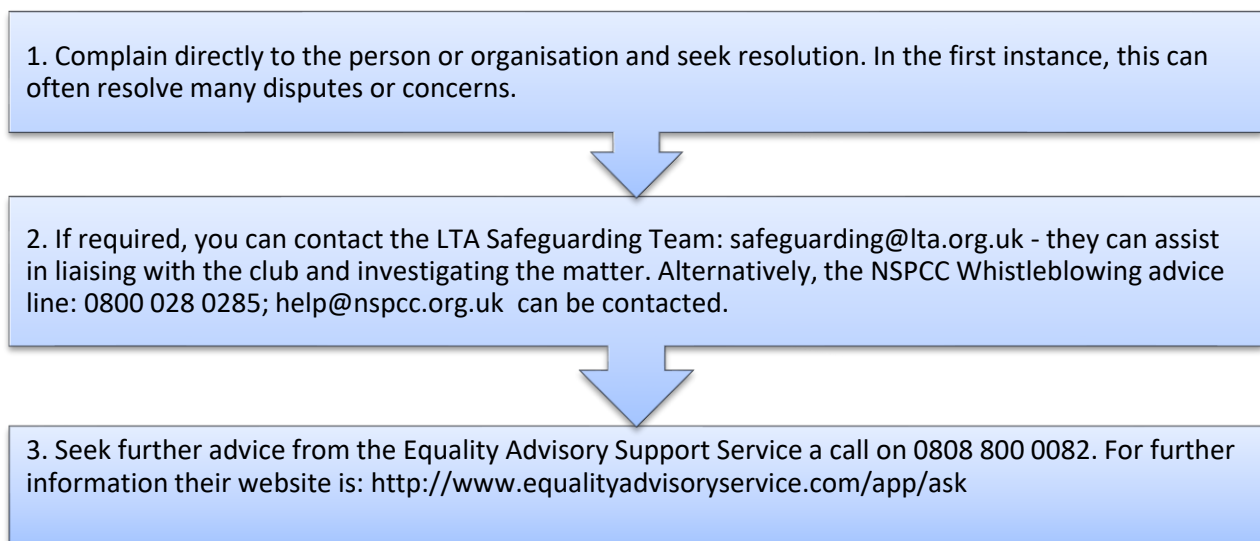 1. Complain directly to the person or organisation and seek resolution. In the first instance, this can
often resolve many disputes or concerns.
2. If required, you can contact the LTA Safeguarding Team: safeguarding@lta.org.uk - they can assist
in liaising with the club and investigating the matter. Alternatively, the NSPCC Whistleblowing advice
line: 0800 028 0285; help@nspcc.org.uk  can be contacted.
3. Seek further advice from the Equality Advisory Support Service a call on 0808 800 0082. For further
information their website is: http://www.equalityadvisoryservice.com/app/ask